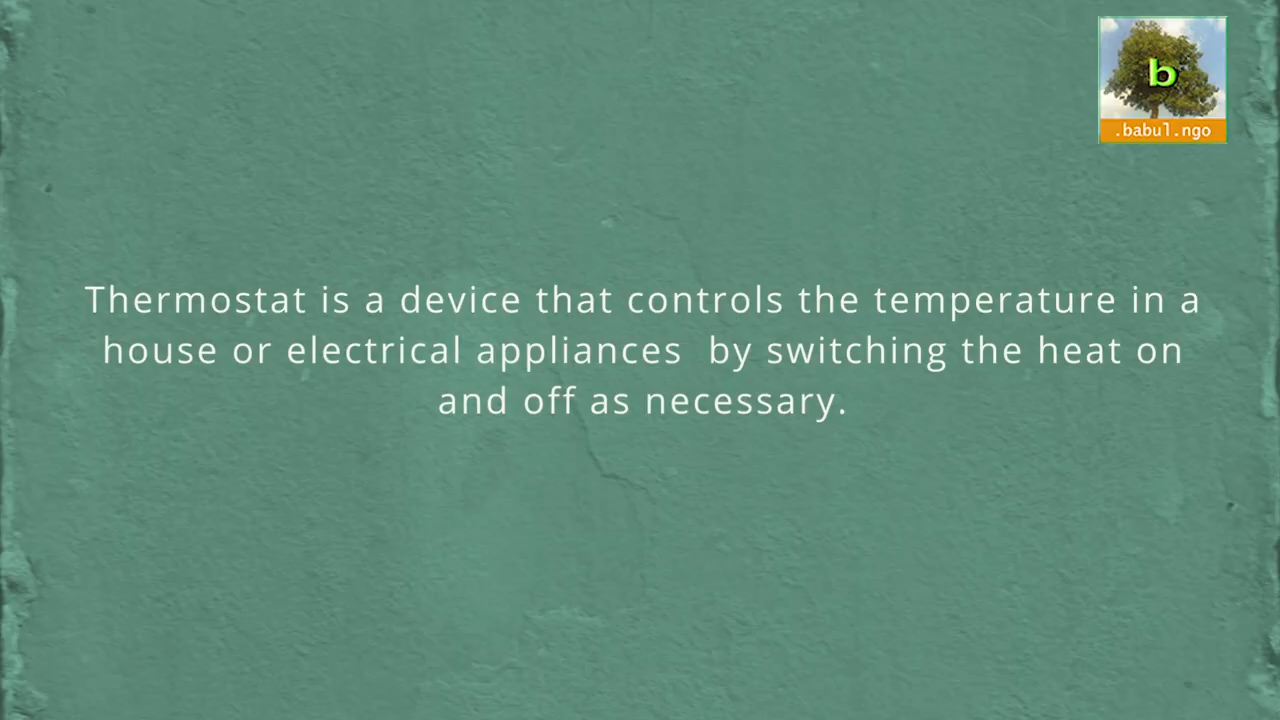 b
.babul.ngo
Thermostat is a device that controls the temperature in a
house or electrical appliances  by switching the heat on
and off as necessary.